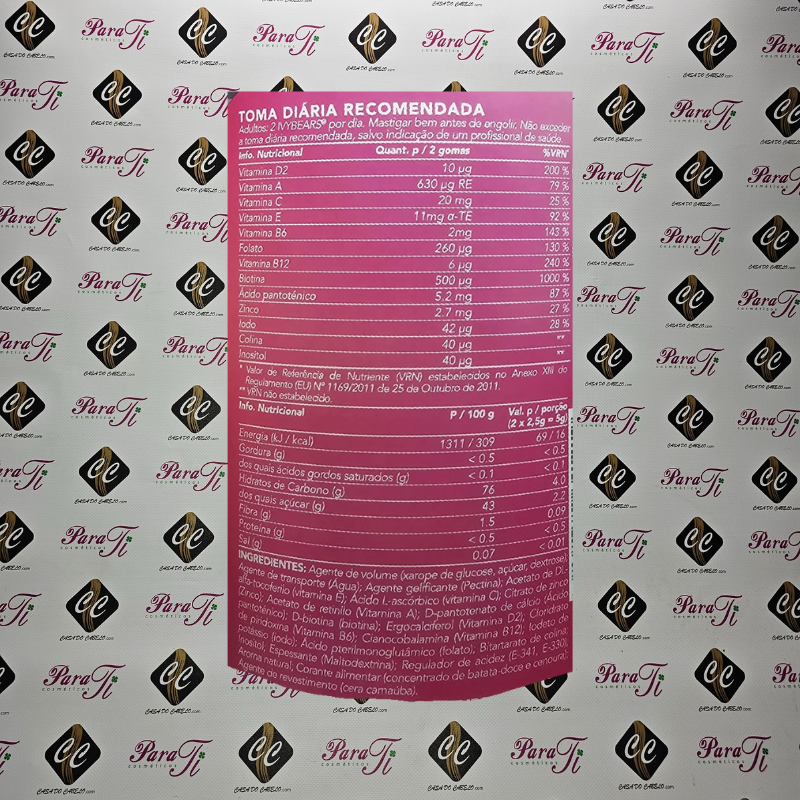 TOMA DIÁRIA RECOMENDADA
Adultos: 2 IVYBEARS® por dia. Mastigar bem antes de engolir. Não exceder
a toma diária recomendada, salvo indicação de um profissional de saúde.
Info. Nutricional Quant. p / 2 gomas %VRN*
Vitamina D2 10 µg 200 %
Vitamina A 630 µg RE 79 %
Vitamina C 20 mg 25 %
Vitamina E 11mg α-TE 92 %
Vitamina B6 2mg 143 %
Folato 260 µg 130 %
Vitamina B12 6 µg 240 %
Biotina 500 µg 1000 %
Ácido pantoténico 5.2 mg 87 %
Zinco 2.7 mg 27 %
Iodo 42 µg 28 %
Colina 40 µg **
Inositol 40 µg **
* Valor de Referência de Nutriente (VRN) estabelecidos no Anexo XIII do
Regulamento (EU) Nº 1169/2011 de 25 de Outubro de 2011.
** VRN não estabelecido.
Info. Nutricional P / 100 g Val. p / porção
(2 x 2,5g = 5g)
Energia (kJ / kcal) 1311 / 309 69 / 16
Gordura (g) < 0.5 < 0.5
dos quais ácidos gordos saturados (g) < 0.1 < 0.1
Hidratos de Carbono (g) 76 4.0
dos quais açúcar (g) 43 2.2
Fibra (g) 1.5 0.09
Proteína (g) < 0.5 < 0.5
Sal (g) 0.07 < 0.01
INGREDIENTES: Agente de volume (xarope de glucose, açúcar, dextrose),
Agente de transporte (Água); Agente gelificante (Pectina); Acetato de DL-
alfa-tocofenio (vitamina E); Ácido L-ascórbico (vitamina C); Citrato de zinco
(Zinco); Acetato de retinilo (Vitamina A); D-pantotenato de cálcio (Ácido
pantoténico); D-biotina (biotina); Ergocalciferol (Vitamina D2); Cloridrato
de piridoxina (Vitamina B6); Cianocobalamina (Vitamina B12); Iodeto de
potássio (iodo); Ácido pterilmonoglutâmico (folato), Bitartarato de colina,
Inositol, Espessante (Maltodextrina); Regulador de acidez (E-341, E-330),
Aroma natural, Corante alimentar (concentrado de batata-doce e cenoura),
Agente de revestimento (cera carnaúba).
ParaTi
cosméticos
CC
CASA DO CABELO.com